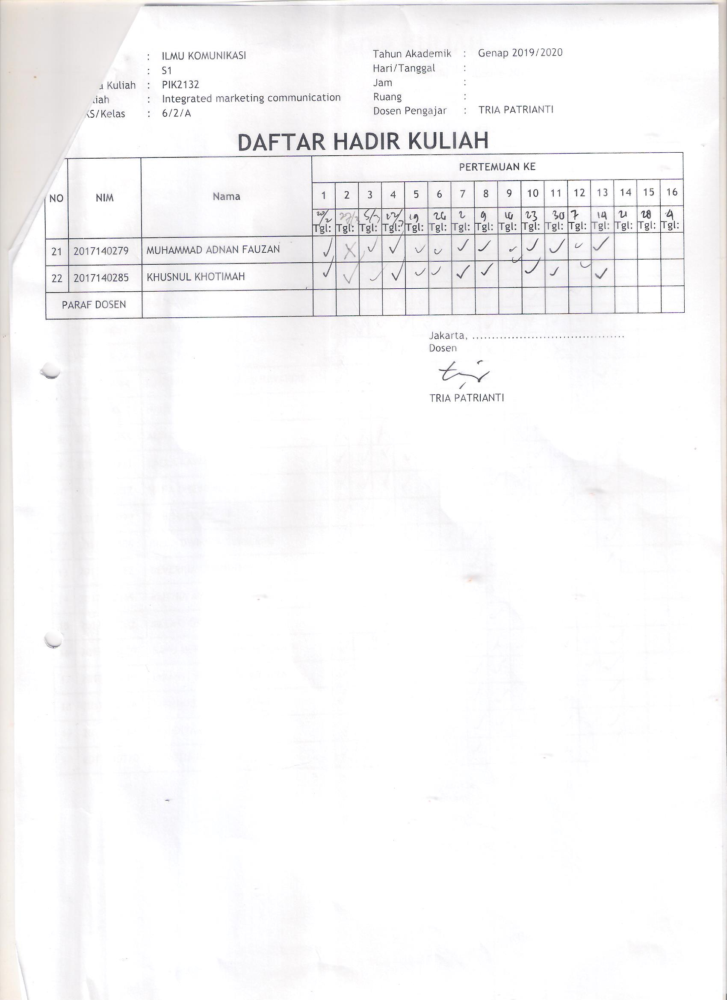 : ILMU KOMUNIKASI Tahun Akademik : Genap 2019/2020
: S1 Hari/Tanggal :
Kuliah : PIK2132 Jam :
: Integrated marketing communication Ruang :
/Kelas : 6/2/A Dosen Pengajar : TRIA PATRIANTI
DAFTAR HADIR KULIAH
NO NIM Nama PERTEMUAN KE
1 2 3 4 5 6 7 8 9 10 11 12 13 14 15 16
20/2 27/2 5/3 12/3 19 26 2 9 16 23 30 7 14 21 28 4
Tgl: Tgl: Tgl: Tgl: Tgl: Tgl: Tgl: Tgl: Tgl: Tgl: Tgl: Tgl: Tgl: Tgl: Tgl: Tgl:
21 2017140279 MUHAMMAD ADNAN FAUZAN ✓ X ✓ ✓ ✓ ✓ ✓ ✓ ✓ ✓ ✓ ✓ ✓
22 2017140285 KHUSNUL KHOTIMAH ✓ ✓ ✓ ✓ ✓ ✓ ✓ ✓ ✓ ✓ ✓ ✓ ✓
PARAF DOSEN
Jakarta, ........................................
Dosen
TRIA PATRIANTI